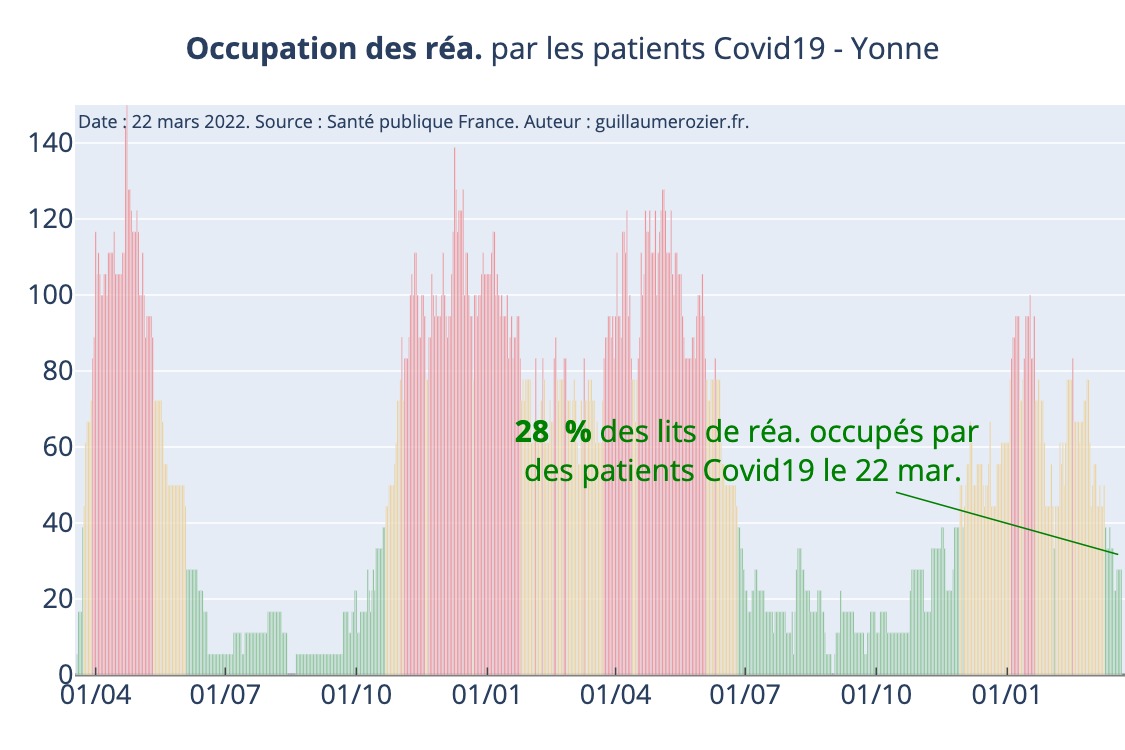 Occupation des réa. par les patients Covid19 - Yonne
Date : 22 mars 2022. Source : Santé publique France. Auteur : guillaumerozier.fr.
140
120
100
80
60
40
20
0
28 % des lits de réa. occupés par
des patients Covid19 le 22 mar.
01/04 01/07 01/10 01/01 01/04 01/07 01/10 01/01